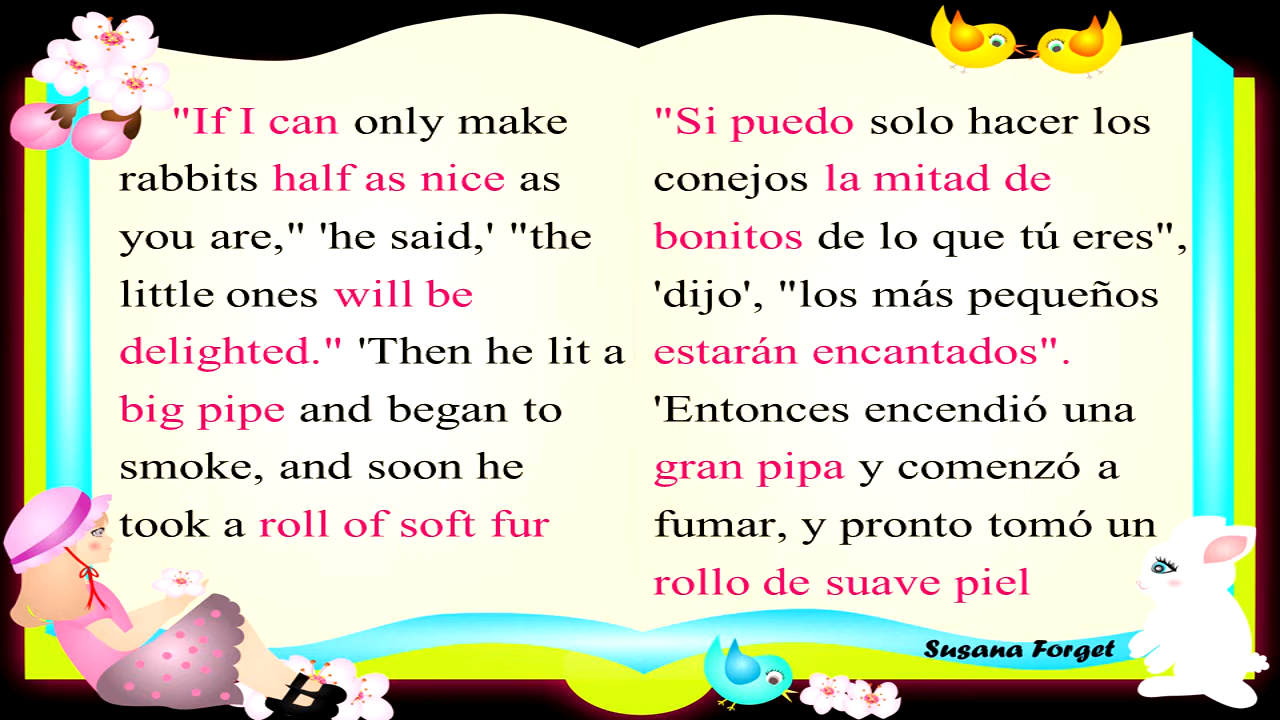 "If I can only make
rabbits half as nice as
you are," 'he said,' "the
little ones will be
delighted." 'Then he lit a
big pipe and began to
smoke, and soon he
took a roll of soft fur
"Si puedo solo hacer los
conejos la mitad de
bonitos de lo que tú eres",
'dijo', "los más pequeños
estarán encantados".
'Entonces encendió una
gran pipa y comenzó a
fumar, y pronto tomó un
rollo de suave piel
Susana Forget